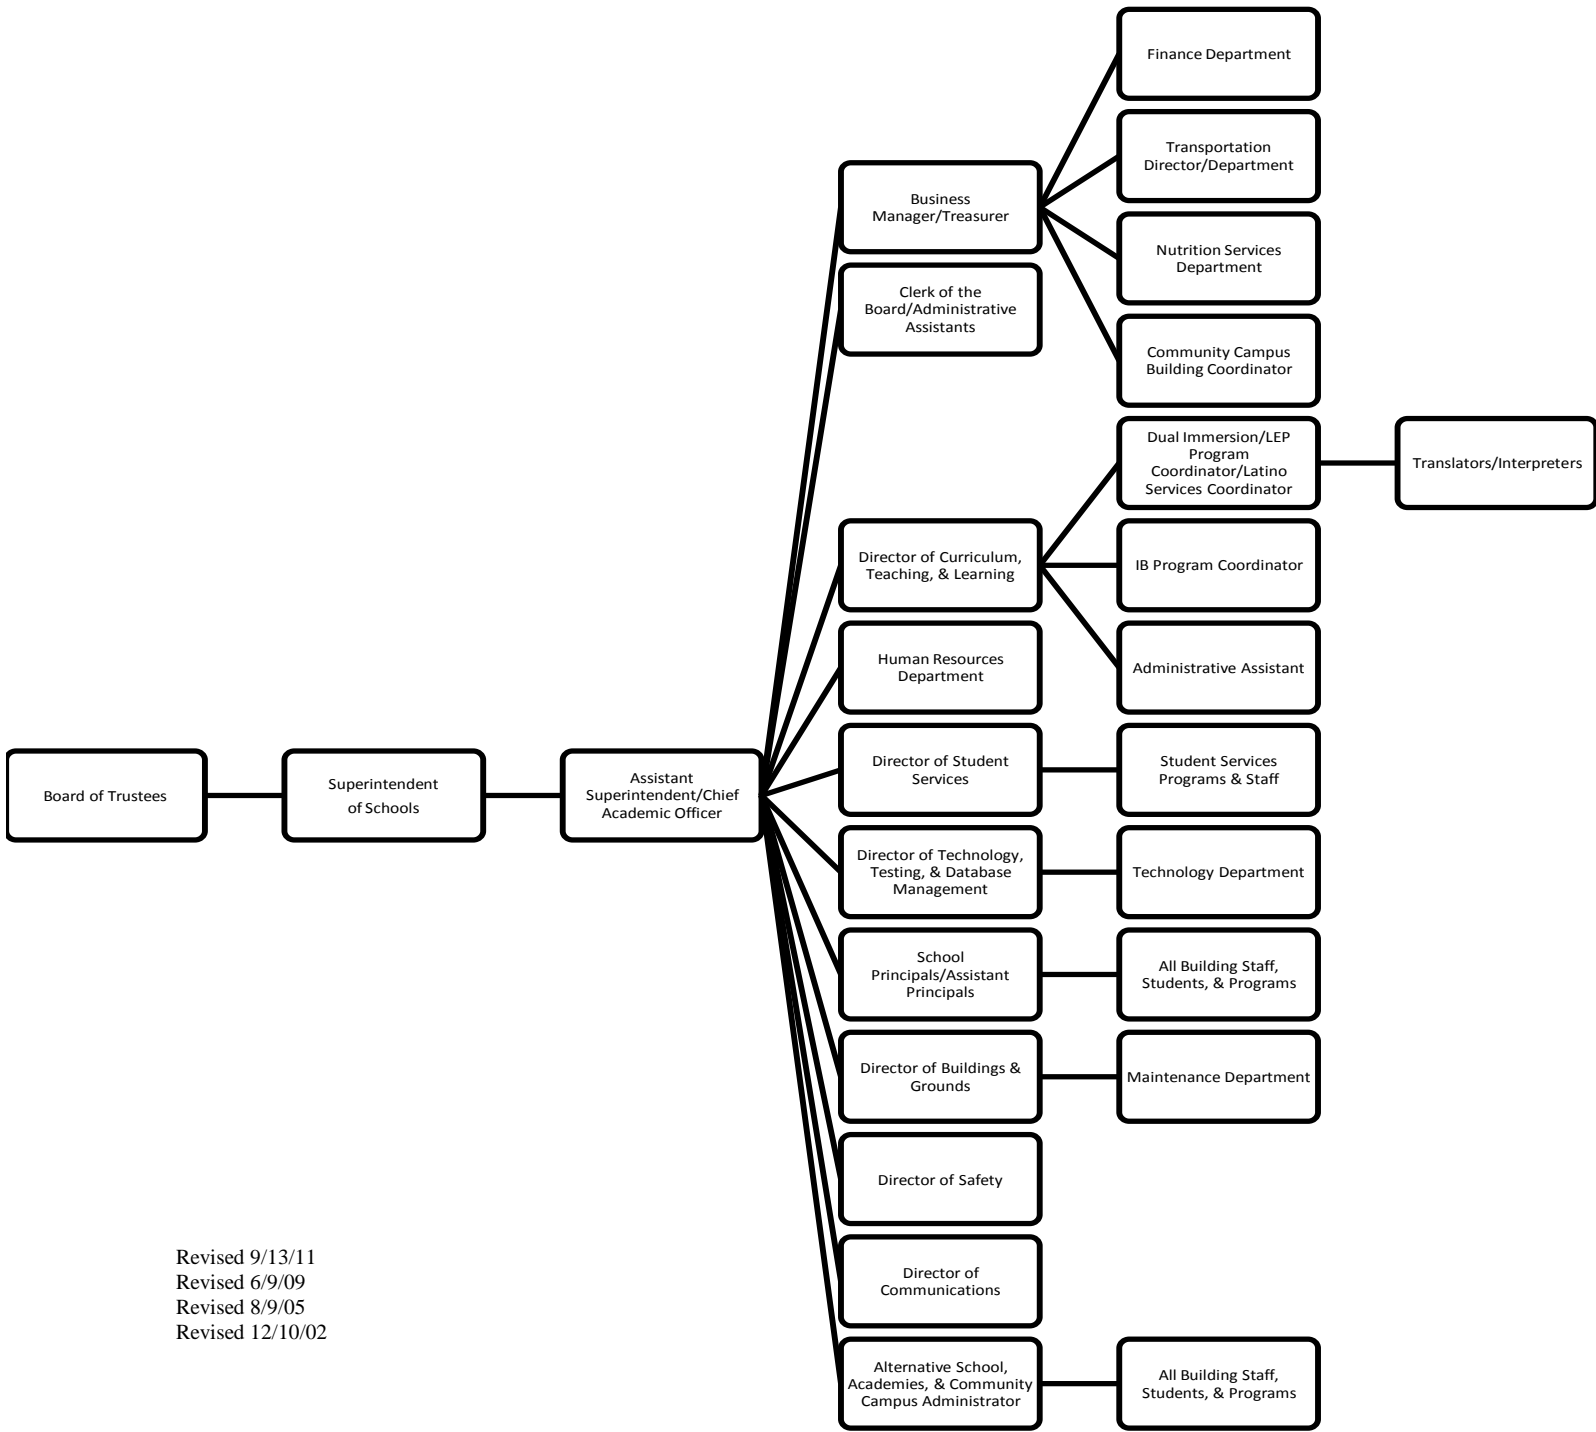 Finance Department
Transportation
Director/Department
Business
Manager/Treasurer
Nutrition Services
Department
Clerk of the
Board/Administrative
Assistants
Community Campus
Building Coordinator
Dual Immersion/LEP
Program
Coordinator/Latino
Services Coordinator
Translators/Interpreters
Director of Curriculum,
Teaching, & Learning
IB Program Coordinator
Human Resources
Department
Administrative Assistant
Board of Trustees
Superintendent
of Schools
Assistant
Superintendent/Chief
Academic Officer
Director of Student
Services
Student Services
Programs & Staff
Director of Technology,
Testing, & Database
Management
Technology Department
School
Principals/Assistant
Principals
All Building Staff,
Students, & Programs
Director of Buildings &
Grounds
Maintenance Department
Director of Safety
Director of
Communications
Alternative School,
Academies, & Community
Campus Administrator
All Building Staff,
Students, & Programs
Revised 9/13/11
Revised 6/9/09
Revised 8/9/05
Revised 12/10/02